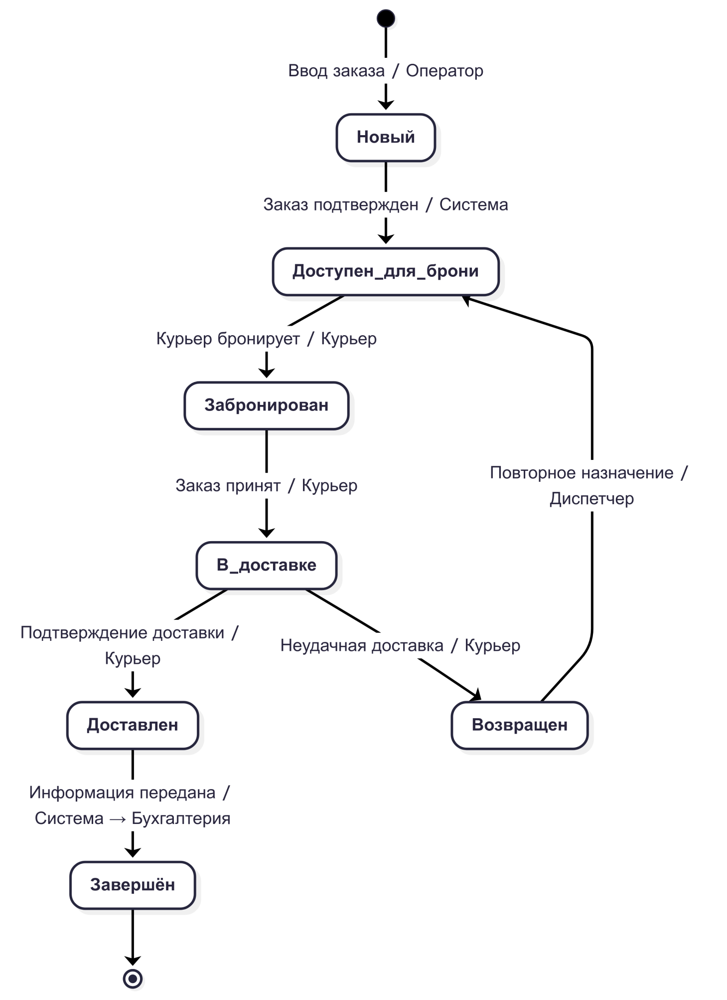 Ввод заказа / Оператор
Новый
Заказ подтвержден / Система
Доступен_для_брони
Курьер бронирует / Курьер
Забронирован
Повторное назначение /
Диспетчер
Заказ принят / Курьер
В_доставке
Подтверждение доставки /
Курьер
Неудачная доставка / Курьер
Доставлен
Возвращен
Информация передана /
Система → Бухгалтерия
Завершён